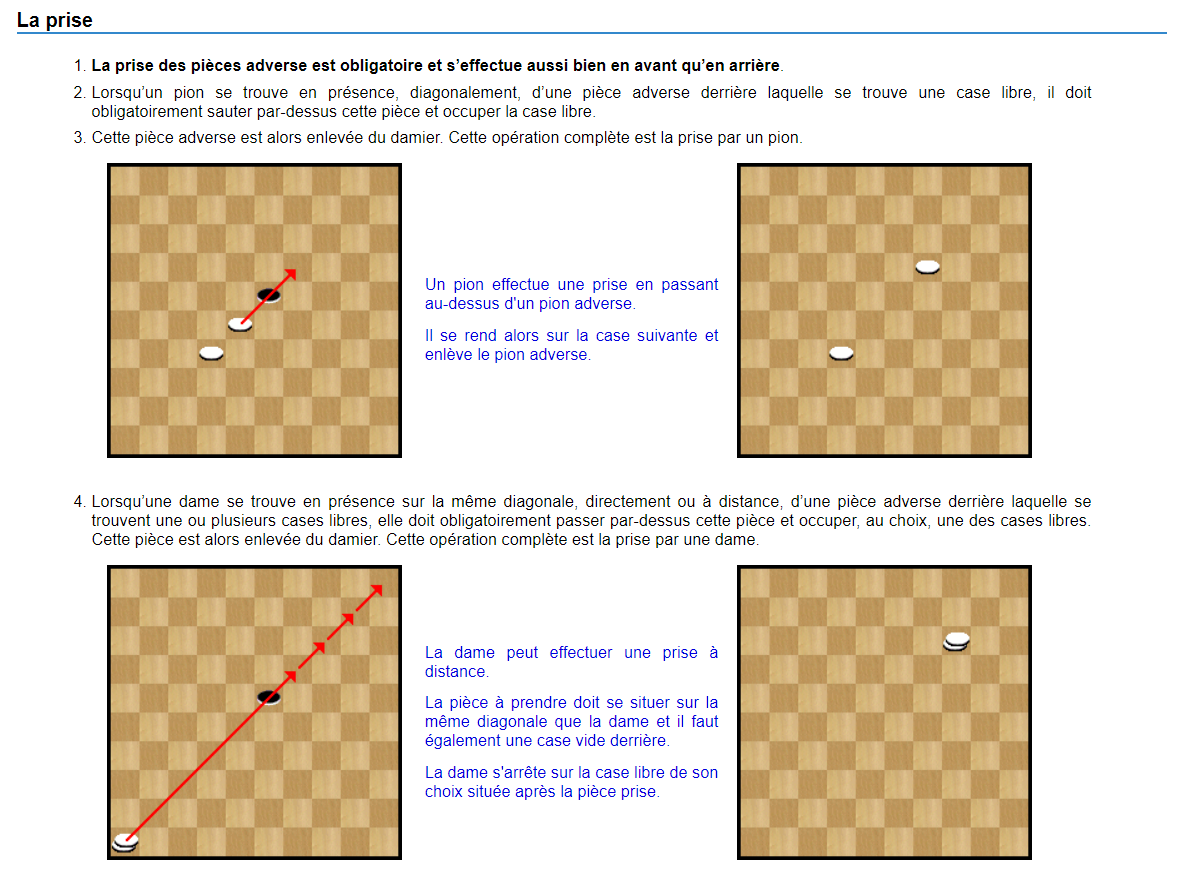 La prise
1. La prise des pièces adverse est obligatoire et s’effectue aussi bien en avant qu’en arrière.
2. Lorsqu’un pion se trouve en présence, diagonalement, d’une pièce adverse derrière laquelle se trouve une case libre, il doit
obligatoirement sauter par-dessus cette pièce et occuper la case libre.
3. Cette pièce adverse est alors enlevée du damier. Cette opération complète est la prise par un pion.
Un pion effectue une prise en passant
au-dessus d'un pion adverse.
Il se rend alors sur la case suivante et
enlève le pion adverse.
4. Lorsqu’une dame se trouve en présence sur la même diagonale, directement ou à distance, d’une pièce adverse derrière laquelle se
trouvent une ou plusieurs cases libres, elle doit obligatoirement passer par-dessus cette pièce et occuper, au choix, une des cases libres.
Cette pièce est alors enlevée du damier. Cette opération complète est la prise par une dame.
La dame peut effectuer une prise à
distance.
La pièce à prendre doit se situer sur la
même diagonale que la dame et il faut
également une case vide derrière.
La dame s'arrête sur la case libre de son
choix située après la pièce prise.